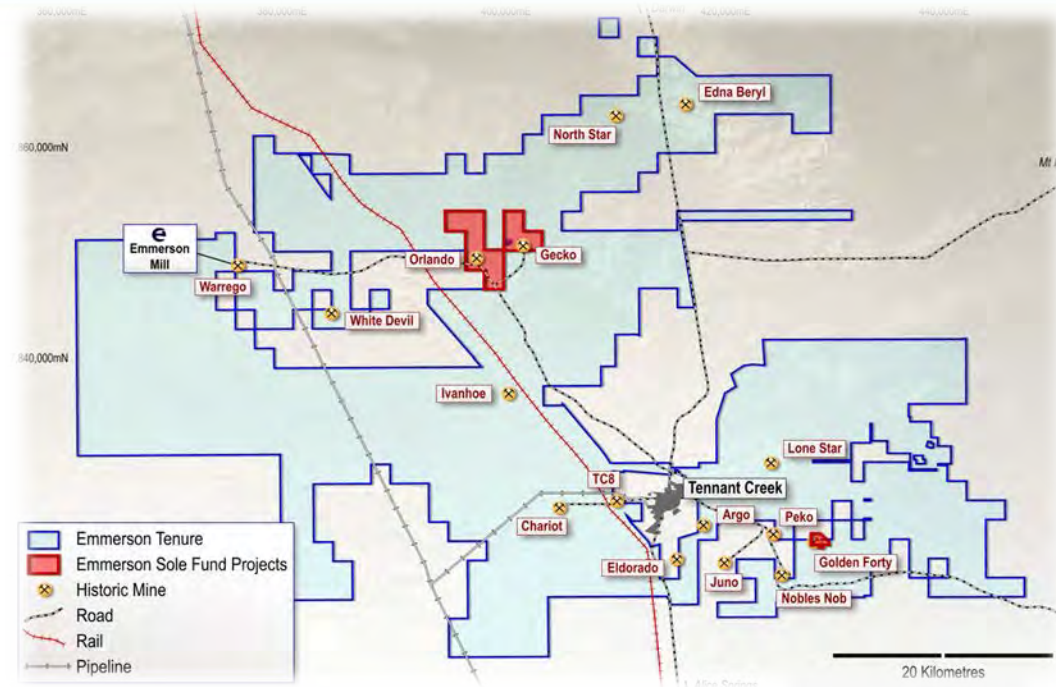 380,000mE
400,000mE
420,000mE
440,000mE
Edna Beryl
North Star
860,000mN
e
Emmerson
Mill
Orlando
Gecko
Warrego
White Devil
840,000mN
Ivanhoe
Lone Star
TC8
Tennant Creek
Chariot
Argo
Peko
Eldorado
Juno
Golden Forty
Nobles Nob
Emmerson Tenure
Emmerson Sole Fund Projects
Historic Mine
Road
Rail
Pipeline
20 Kilometres